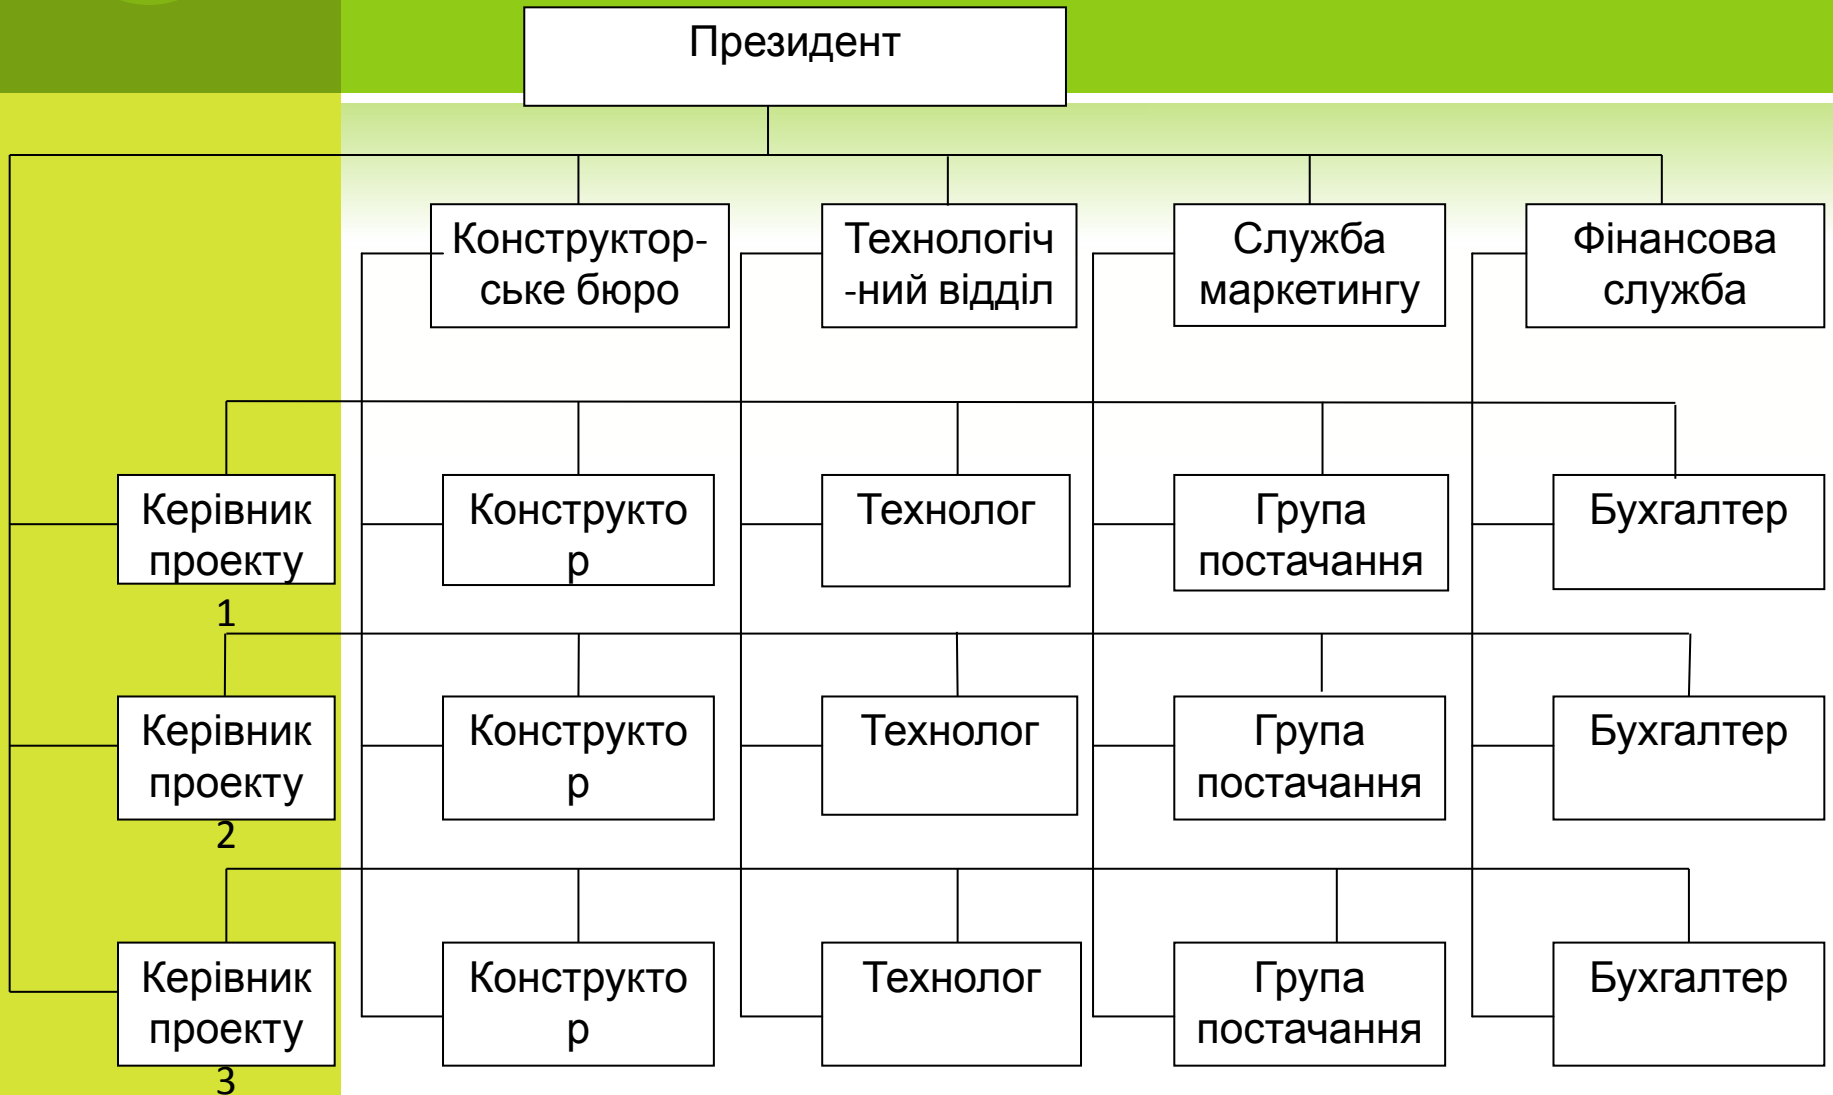 Президент
Конструктор-
ське бюро
Технологіч
-ний відділ
Служба
маркетингу
Фінансова
служба
Керівник
проекту
1
Конструкто
р
Технолог
Група
постачання
Бухгалтер
Керівник
проекту
2
Конструкто
р
Технолог
Група
постачання
Бухгалтер
Керівник
проекту
3
Конструкто
р
Технолог
Група
постачання
Бухгалтер